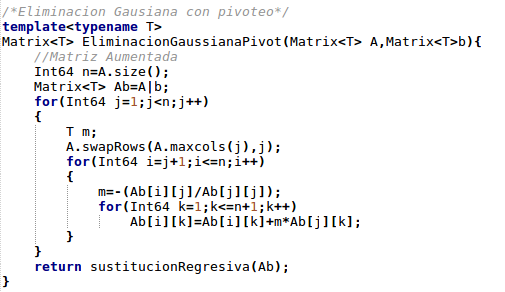 /*Eliminacion Gausiana con pivoteo*/
template<typename T>
Matrix<T> EliminacionGaussianaPivot(Matrix<T> A,Matrix<T>b){
    //Matriz Aumentada
    Int64 n=A.size();
    Matrix<T> Ab=A|b;
    for(Int64 j=1;j<n;j++)
    {
        T m;
        A.swapRows(A.maxcols(j),j);
        for(Int64 i=j+1;i<=n;i++)
        {
            m=-(Ab[i][j]/Ab[j][j]);
            for(Int64 k=1;k<=n+1;k++)
                Ab[i][k]=Ab[i][k]+m*Ab[j][k];
        }
    }
    return sustitucionRegresiva(Ab);
}